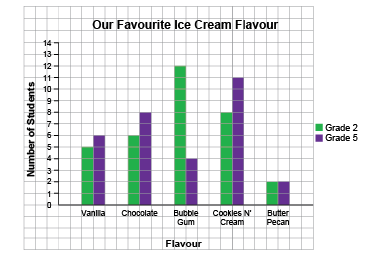 Our Favourite Ice Cream Flavour
Number of Students
14
13
12
11
10
9
8
7
6
5
4
3
2
1
0
Vanilla
Chocolate
Bubble
Gum
Cookies N'
Cream
Butter
Pecan
Flavour
Grade 2
Grade 5